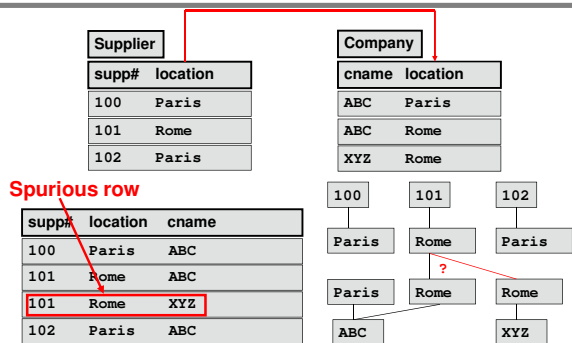 Supplier
supp# location
100 Paris
101 Rome
102 Paris
Company
cname location
ABC Paris
ABC Rome
XYZ Rome
Spurious row
supp# location cname
100 Paris ABC
101 Rome ABC
101 Rome XYZ
102 Paris ABC
100 101 102
Paris Rome Paris
?
Paris Rome Rome
ABC XYZ